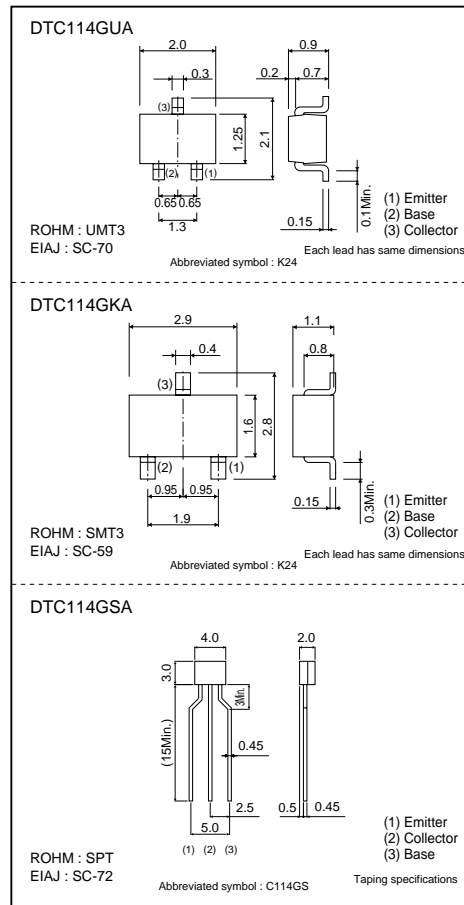 DTC114GUA
2.0
0.3
0.9
0.2 0.7
(3)
1.25
2.1
(2) (1)
0.65 0.65
1.3
0.15
0.1Min.
(1) Emitter
(2) Base
(3) Collector
ROHM : UMT3
EIAJ : SC-70
Each lead has same dimensions
Abbreviated symbol : K24
DTC114GKA
2.9
0.4
1.1
0.8
(3)
1.6
2.8
(2) (1)
0.95 0.95
1.9
0.15
0.3Min.
(1) Emitter
(2) Base
(3) Collector
ROHM : SMT3
EIAJ : SC-59
Each lead has same dimensions
Abbreviated symbol : K24
DTC114GSA
4.0
2.0
3.0
3Min.
(15Min.)
0.45
2.5
5.0
0.5 0.45
(1) (2) (3)
(1) Emitter
(2) Collector
(3) Base
ROHM : SPT
EIAJ : SC-72
Taping specifications
Abbreviated symbol : C114GS